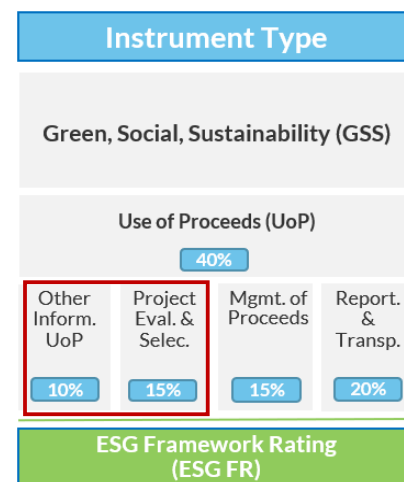 Instrument Type
Green, Social, Sustainability (GSS)
Use of Proceeds (UoP)
40%
Other
Inform.
UoP
10%
Project
Eval. &
Selec.
15%
Mgmt. of
Proceeds
15%
Report.
&
Transp.
20%
ESG Framework Rating
(ESG FR)